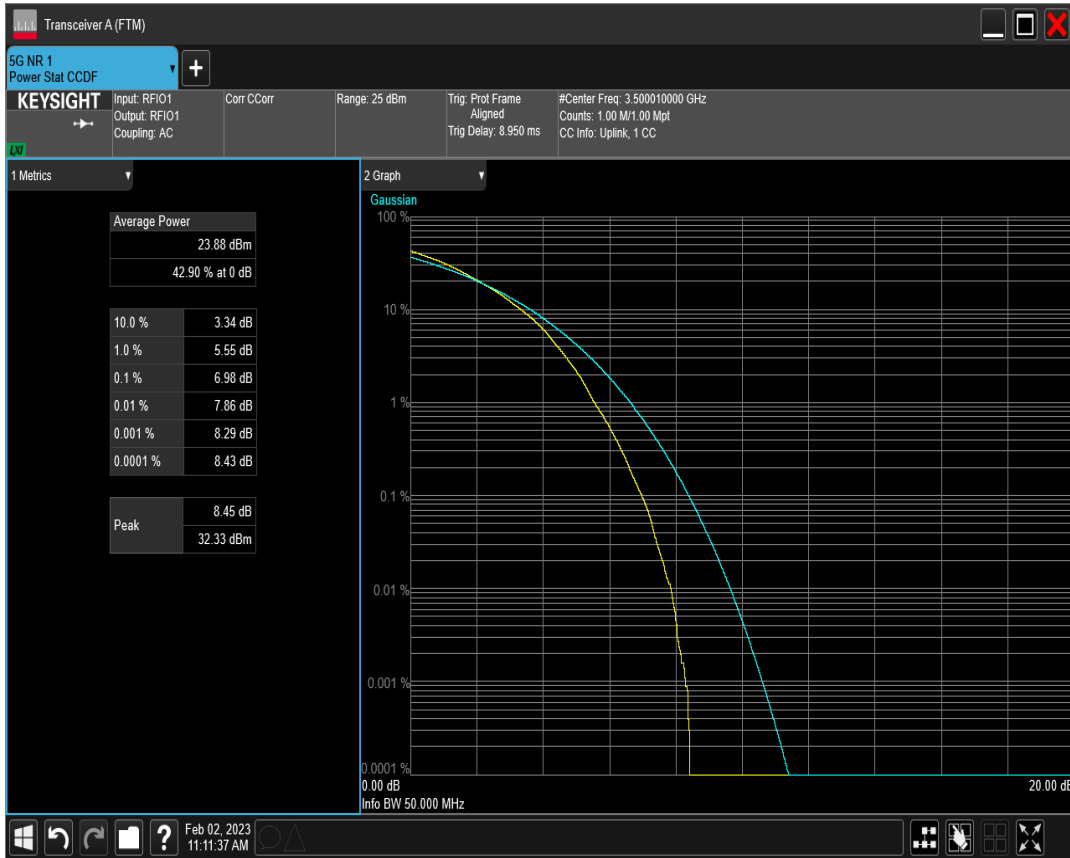 Transceiver A (FTM)
5G NR 1
Power Stat CCDF
+
KEYSIGHT
LXI
Input: RFIO1
Output: RFIO1
Coupling: AC
Corr CCorr
Range: 25 dBm
Trig: Prot Frame
Aligned
Trig Delay: 8.950 ms
#Center Freq: 3.500010000 GHz
Counts: 1.00 M/1.00 Mpt
CC Info: Uplink, 1 CC
1 Metrics
Average Power
23.88 dBm
42.90 % at 0 dB
10.0 % 3.34 dB
1.0 % 5.55 dB
0.1 % 6.98 dB
0.01 % 7.86 dB
0.001 % 8.29 dB
0.0001 % 8.43 dB
Peak 8.45 dB
32.33 dBm
2 Graph
Gaussian
100 %
10 %
1 %
0.1 %
0.01 %
0.001 %
0.0001 %
0.00 dB 20.00 dB
Info BW 50.000 MHz
?
Feb 02, 2023
11:11:37 AM